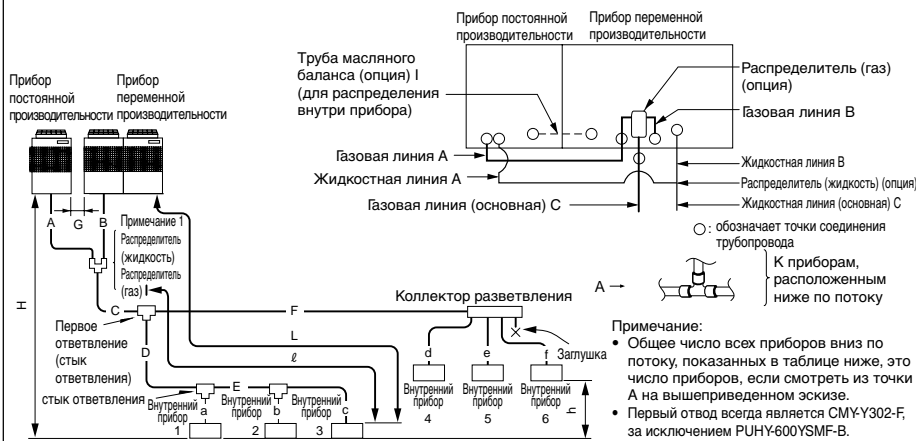 Прибор постоянной производительности
Прибор переменной производительности
Труба масляного
баланса (опция) I
(для распределения
внутри прибора)
Распределитель (газ)
(опция)
Газовая линия B
Газовая линия A
Жидкостная линия A
Жидкостная линия B
Распределитель (жидкость) (опция)
Газовая линия (основная) C
Жидкостная линия (основная) C
○: обозначает точки соединения
трубопровода
A →
К приборам,
расположенным
ниже по потоку
Прибор
постоянной
производительности
Прибор
переменной
производительности
A
G
B
Примечание 1
Распределитель
(жидкость)
Распределитель
(газ)
I
H
C
F
Коллектор разветвления
Первое
ответвление
(стык
ответвления)
D
L
ℓ
d
e
f
Заглушка
стык ответвления
E
a
b
c
Внутренний
прибор
1
Внутренний
прибор
2
Внутренний
прибор
3
Внутренний
прибор
4
Внутренний
прибор
5
Внутренний
прибор
6
h
Примечание:
• Общее число всех приборов вниз по
потоку, показанных в таблице ниже, это
число приборов, если смотреть из точки
А на вышеприведенном эскизе.
• Первый отвод всегда является CMY-Y302-F,
за исключением PUHY-600YSMF-B.